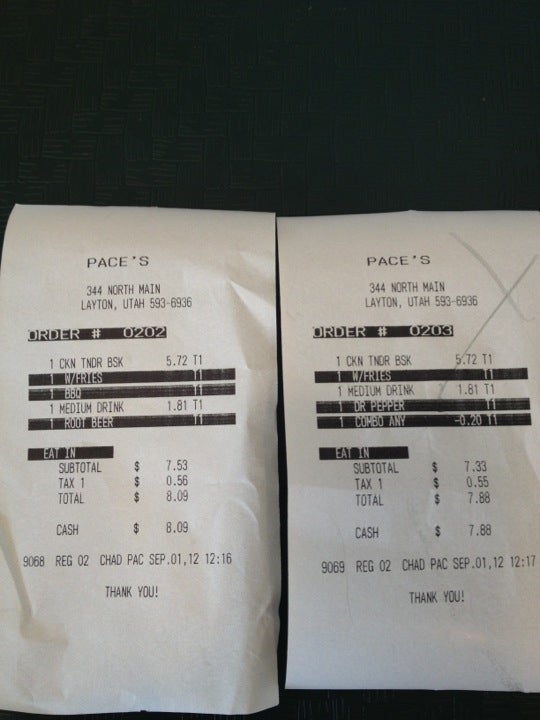 PACE'S
344 NORTH MAIN
LAYTON, UTAH 593-6936
ORDER # 0202
1 CKN TNDR BSK 5.72 T1
1 W/FRIES T1
1 BBQ T1
1 MEDIUM DRINK 1.81 T1
1 ROOT BEER T1
EAT IN
SUBTOTAL $ 7.53
TAX 1 $ 0.56
TOTAL $ 8.09
CASH $ 8.09
9068 REG 02 CHAD PAC SEP.01,12 12:16
THANK YOU!
PACE'S
344 NORTH MAIN
LAYTON, UTAH 593-6936
ORDER # 0203
1 CKN TNDR BSK 5.72 T1
1 W/FRIES T1
1 MEDIUM DRINK 1.81 T1
1 DR PEPPER T1
1 COMBO ANY -0.20 T1
EAT IN
SUBTOTAL $ 7.33
TAX 1 $ 0.55
TOTAL $ 7.88
CASH $ 7.88
9069 REG 02 CHAD PAC SEP.01,12 12:17
THANK YOU!